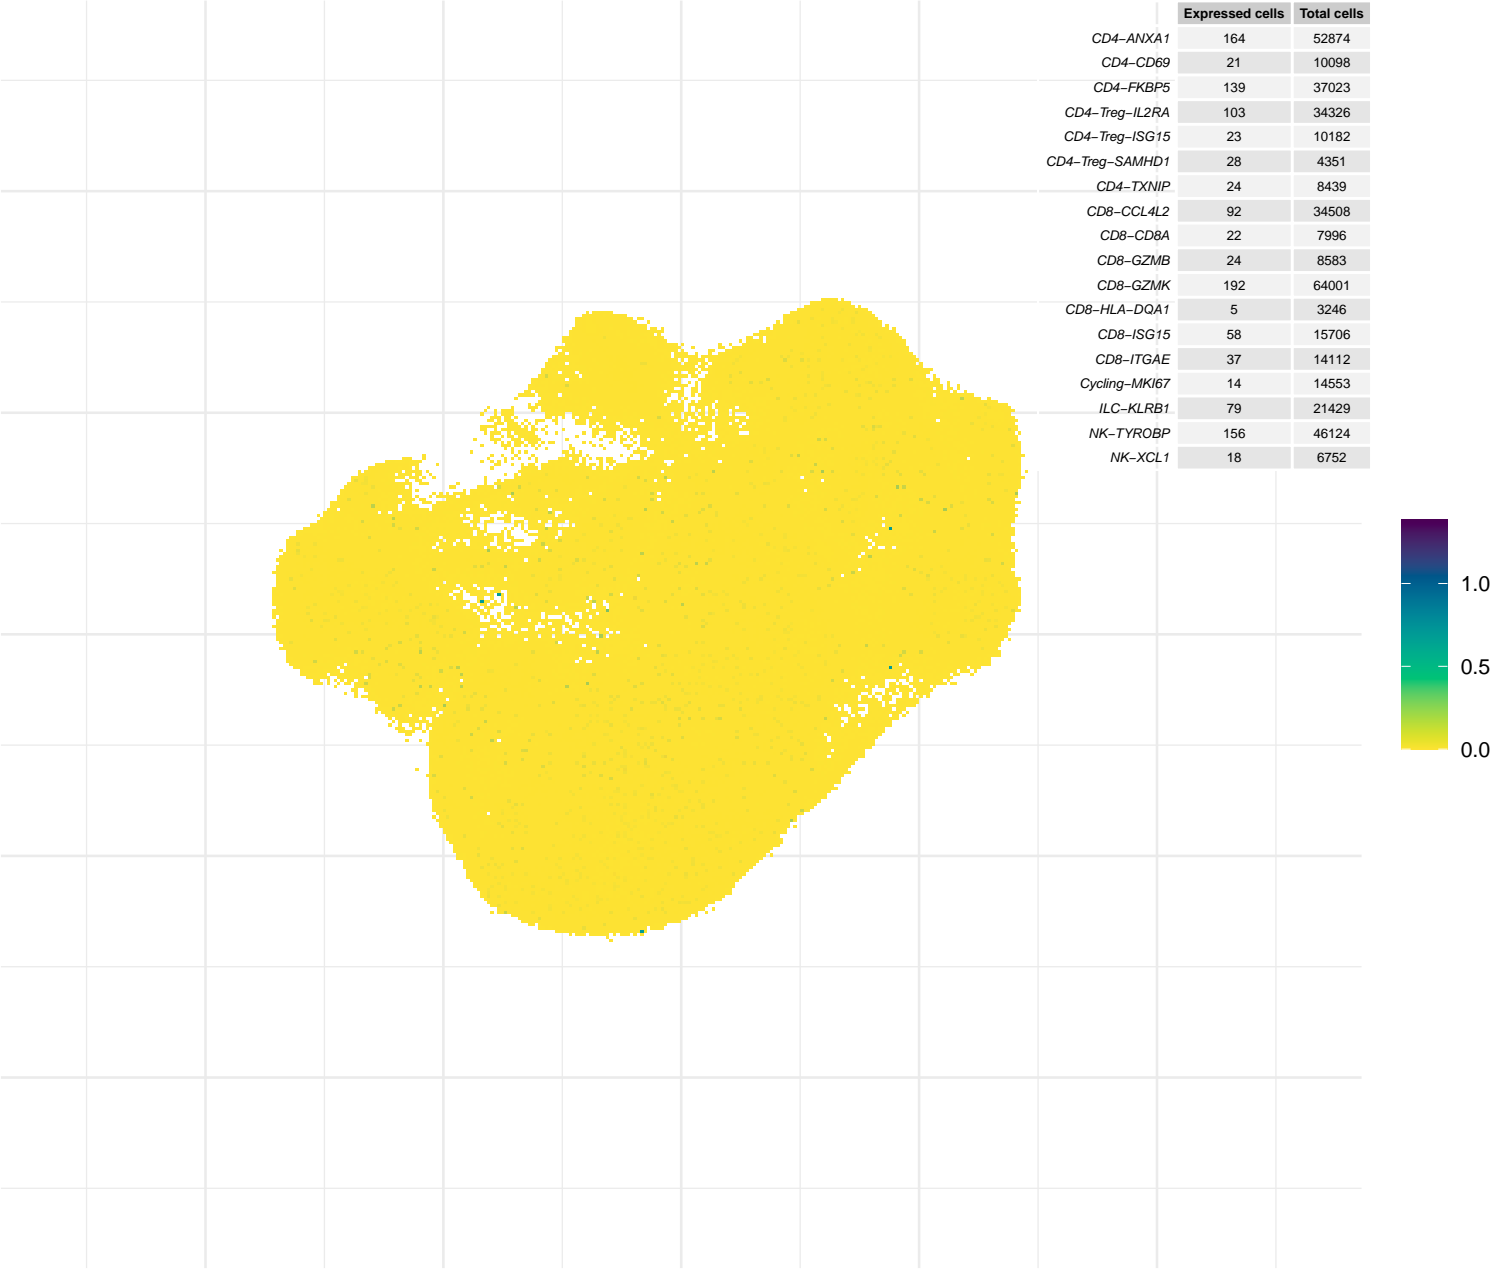 Expressed cells Total cells
CD4−ANXA1 164 52874
CD4−CD69 21 10098
CD4−FKBP5 139 37023
CD4−Treg−IL2RA 103 34326
CD4−Treg−ISG15 23 10182
CD4−Treg−SAMHD1 28 4351
CD4−TXNIP 24 8439
CD8−CCL4L2 92 34508
CD8−CD8A 22 7996
CD8−GZMB 24 8583
CD8−GZMK 192 64001
CD8−HLA−DQA1 5 3246
CD8−ISG15 58 15706
CD8−ITGAE 37 14112
Cycling−MKI67 14 14553
ILC−KLRB1 79 21429
NK−TYROBP 156 46124
NK−XCL1 18 6752
1.0
0.5
0.0